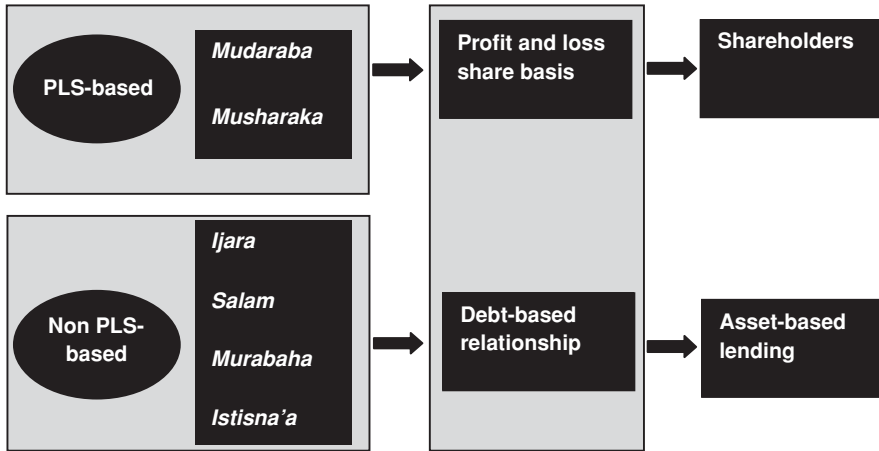 PLS-based
Mudaraba
Musharaka
Profit and loss
share basis
Shareholders
Non PLS-
based
Ijara
Salam
Murabaha
Istisna’a
Debt-based
relationship
Asset-based
lending